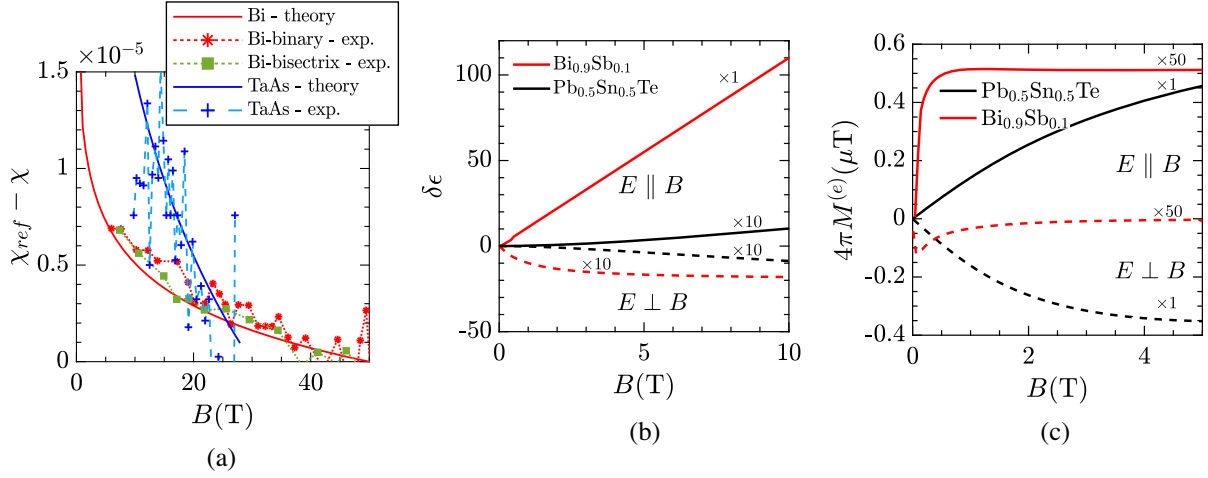 ×10⁻⁵
1.5
1
0.5
0
0
20
40
χ_ref − χ
B(T)
Bi - theory
Bi-binary - exp.
Bi-bisectrix - exp.
TaAs - theory
TaAs - exp.
(a)
100
50
0
-50
0
5
10
δϵ
B(T)
Bi₀.₉Sb₀.₁
Pb₀.₅Sn₀.₅Te
×1
E ∥ B
×10
×10
×10
E ⊥ B
(b)
0.6
0.4
0.2
0
-0.2
-0.4
0
2
4
4πM⁽ᵉ⁾(μT)
B(T)
×50
Pb₀.₅Sn₀.₅Te
×1
Bi₀.₉Sb₀.₁
E ∥ B
×50
E ⊥ B
×1
(c)